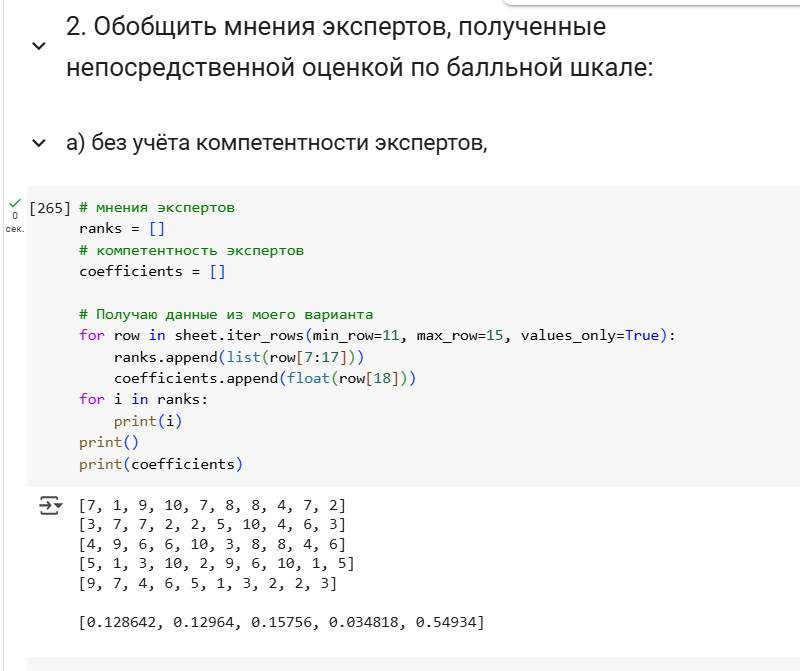 2. Обобщить мнения экспертов, полученные
непосредственной оценкой по балльной шкале:
а) без учёта компетентности экспертов,
0
сек.
[265] # мнения экспертов
ranks = []
# компетентность экспертов
coefficients = []
# Получаю данные из моего варианта
for row in sheet.iter_rows(min_row=11, max_row=15, values_only=True):
    ranks.append(list(row[7:17]))
    coefficients.append(float(row[18]))
for i in ranks:
    print(i)
print()
print(coefficients)
[7, 1, 9, 10, 7, 8, 8, 4, 7, 2]
[3, 7, 7, 2, 2, 5, 10, 4, 6, 3]
[4, 9, 6, 6, 10, 3, 8, 8, 4, 6]
[5, 1, 3, 10, 2, 9, 6, 10, 1, 5]
[9, 7, 4, 6, 5, 1, 3, 2, 2, 3]
[0.128642, 0.12964, 0.15756, 0.034818, 0.54934]